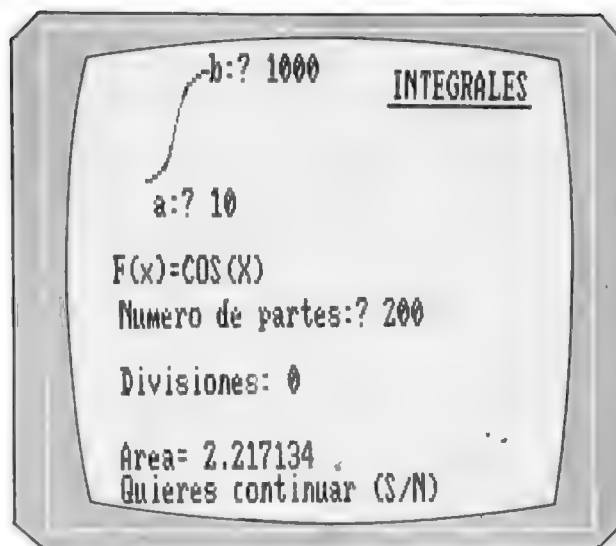 b:? 1000
INTEGRALES
a:? 10
F(x)=COS(X)
Numero de partes:? 200
Divisiones: 0
Area= 2.217134
Quieres continuar (S/N)